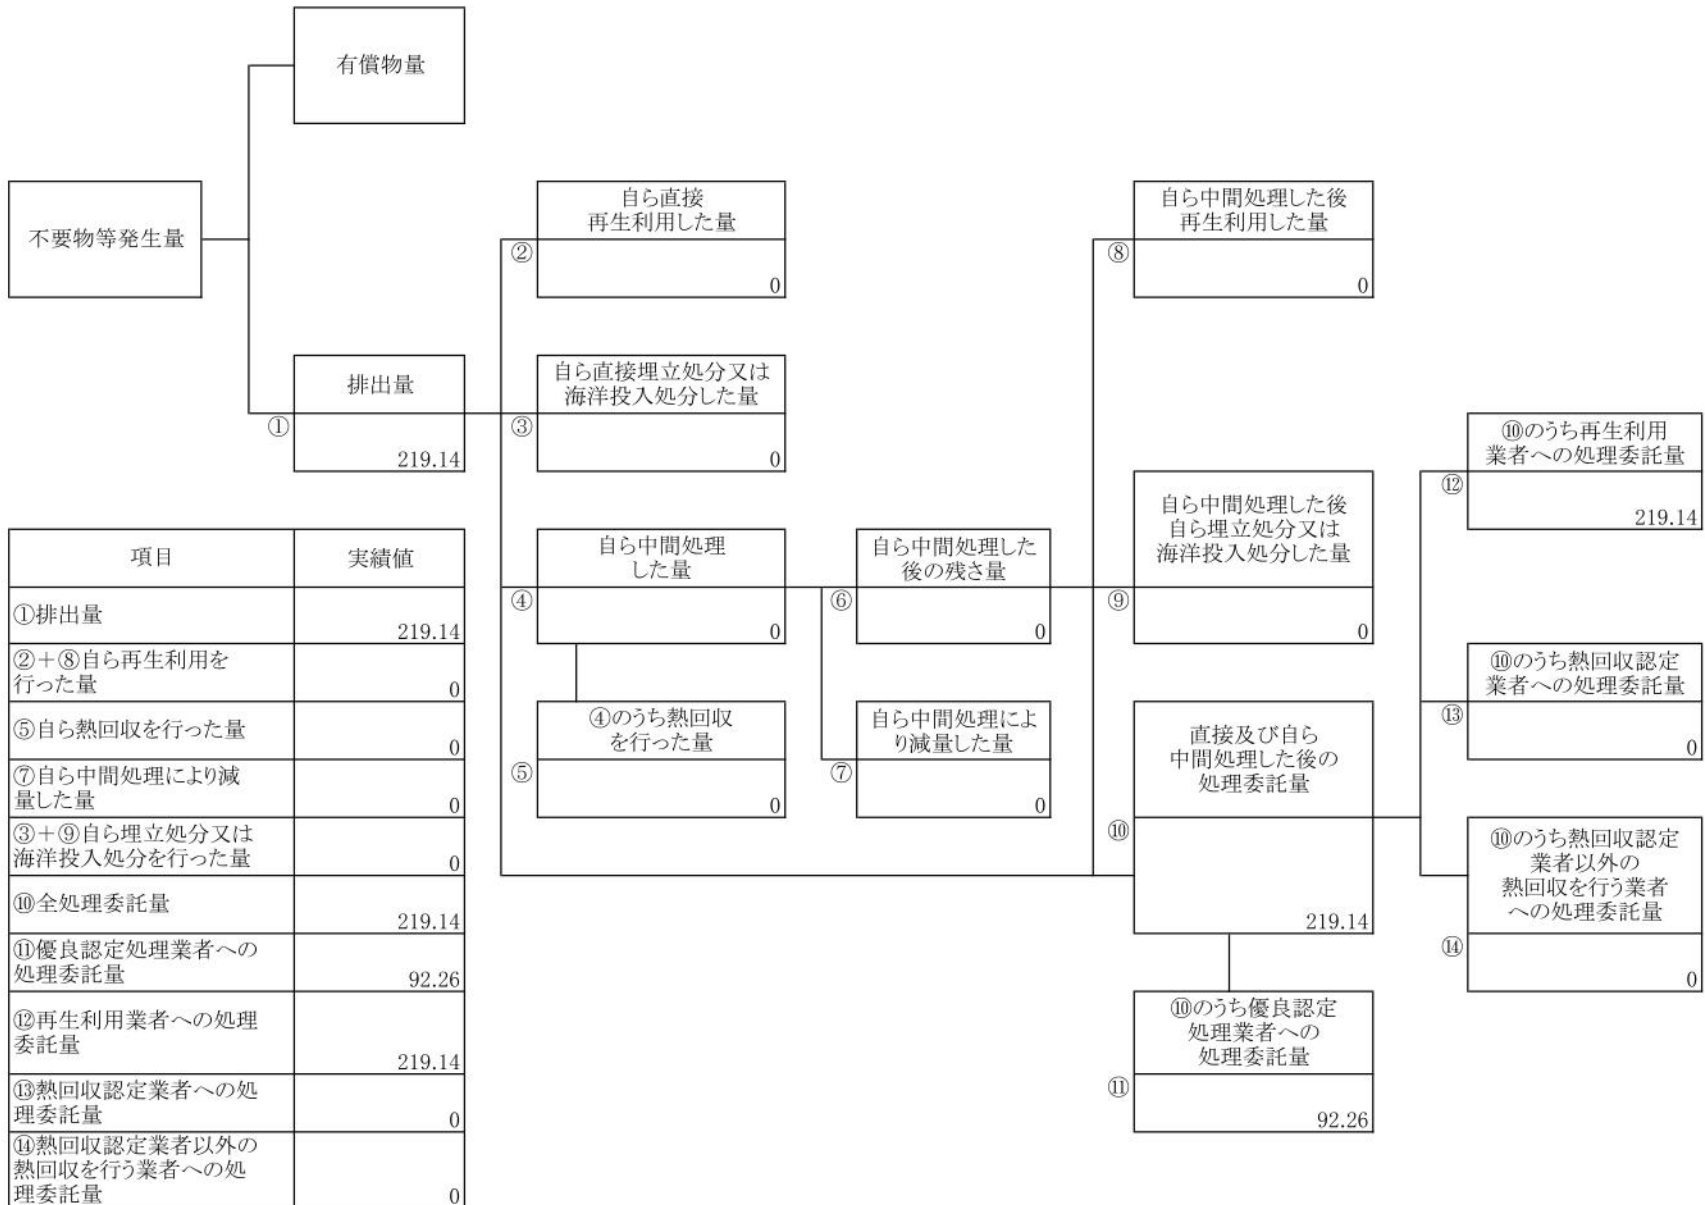 有償物量
不要物等発生量
自ら直接
再生利用した量
②
0
自ら中間処理した後
再生利用した量
⑧
0
排出量
①
219.14
自ら直接埋立処分又は
海洋投入処分した量
③
0
⑩のうち再生利用
業者への処理委託量
⑫
219.14
自ら中間処理
した量
④
0
自ら中間処理した
後の残さ量
⑥
0
自ら中間処理した後
自ら埋立処分又は
海洋投入処分した量
⑨
0
⑩のうち熱回収認定
業者への処理委託量
⑬
0
④のうち熱回収
を行った量
⑤
0
自ら中間処理によ
り減量した量
⑦
0
直接及び自ら
中間処理した後の
処理委託量
⑩
219.14
⑩のうち熱回収認定
業者以外の
熱回収を行う業者
への処理委託量
⑭
0
⑩のうち優良認定
処理業者への
処理委託量
⑪
92.26
項目
実績値
①排出量
219.14
②＋⑧自ら再生利用を
行った量
0
⑤自ら熱回収を行った量
0
⑦自ら中間処理により減
量した量
0
③＋⑨自ら埋立処分又は
海洋投入処分を行った量
0
⑩全処理委託量
219.14
⑪優良認定処理業者への
処理委託量
92.26
⑫再生利用業者への処理
委託量
219.14
⑬熱回収認定業者への処
理委託量
0
⑭熱回収認定業者以外の
熱回収を行う業者への処
理委託量
0